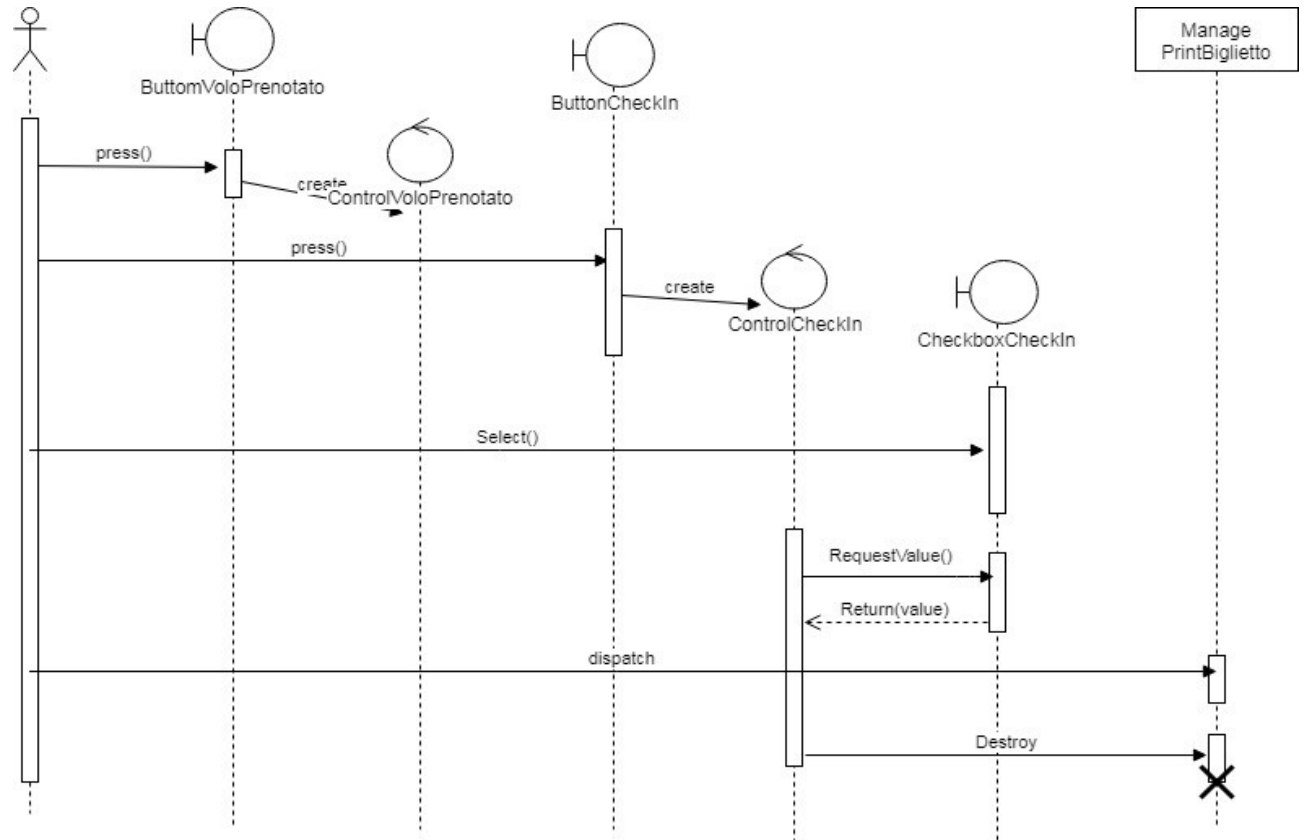 Manage
PrintBiglietto
ButtomVoloPrenotato
ButtonCheckIn
press()
create
ControlVoloPrenotato
press()
create
ControlCheckIn
CheckboxCheckIn
Select()
RequestValue()
Return(value)
dispatch
Destroy